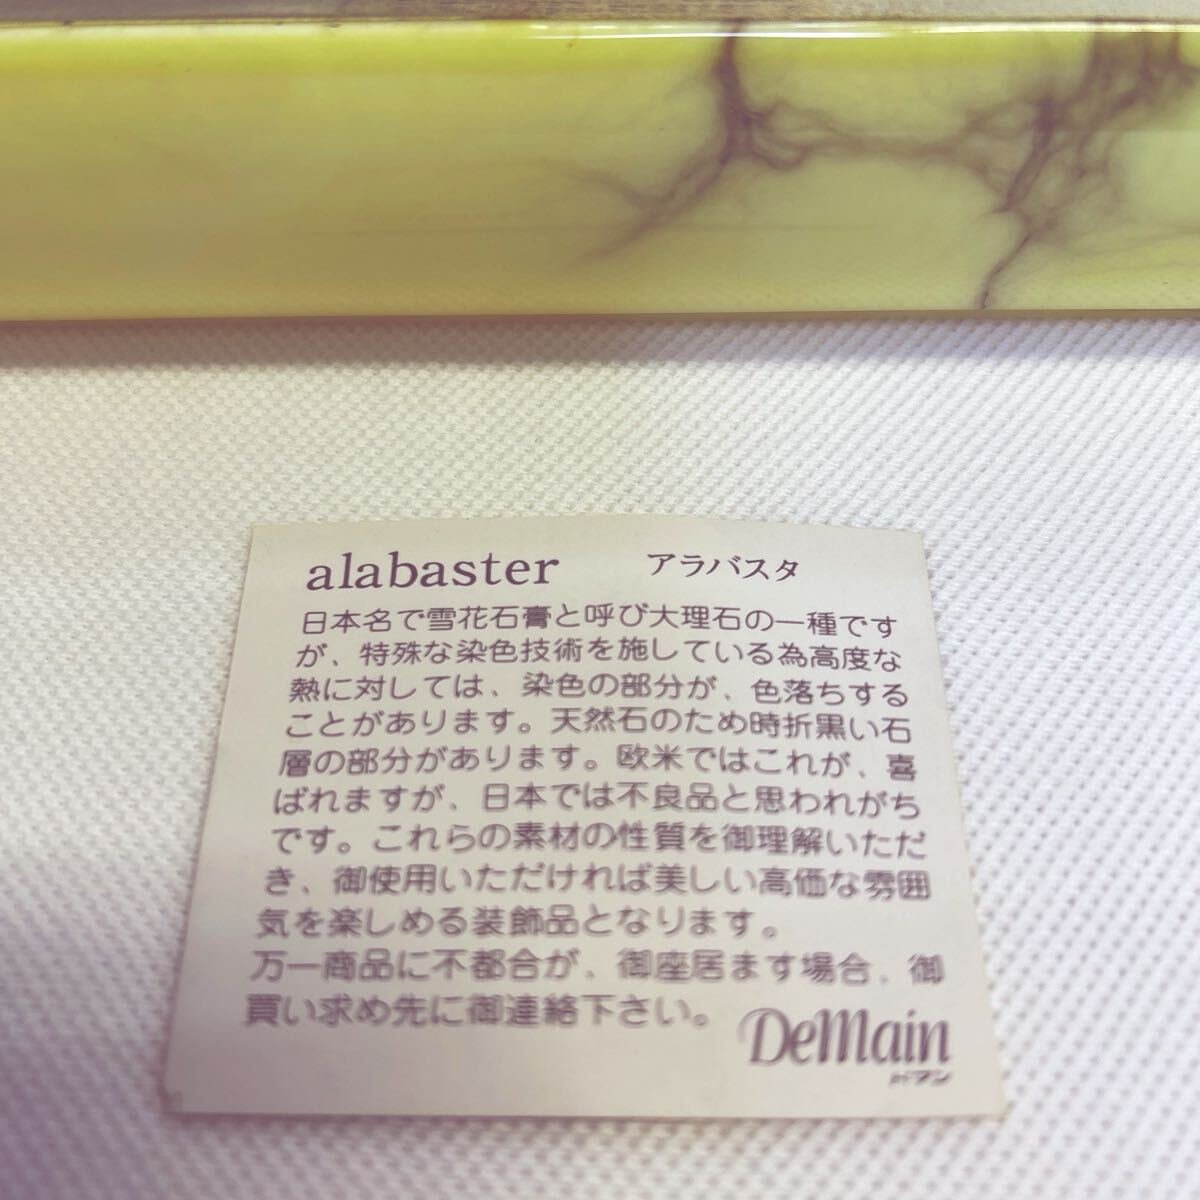 alabaster アラバスタ
日本名で雪花石膏と呼び大理石の一種です
が、特殊な染色技術を施している為高度な
熱に対しては、染色の部分が、色落ちする
ことがあります。天然石のため時折黒い石
層の部分があります。欧米ではこれが、喜
ばれますが、日本では不良品と思われがち
です。これらの素材の性質を御理解いただ
き、御使用いただければ美しい高価な雰囲
気を楽しめる装飾品となります。
万一商品に不都合が、御座居ます場合、御
買い求め先に御連絡下さい。
DeMain
ドマン